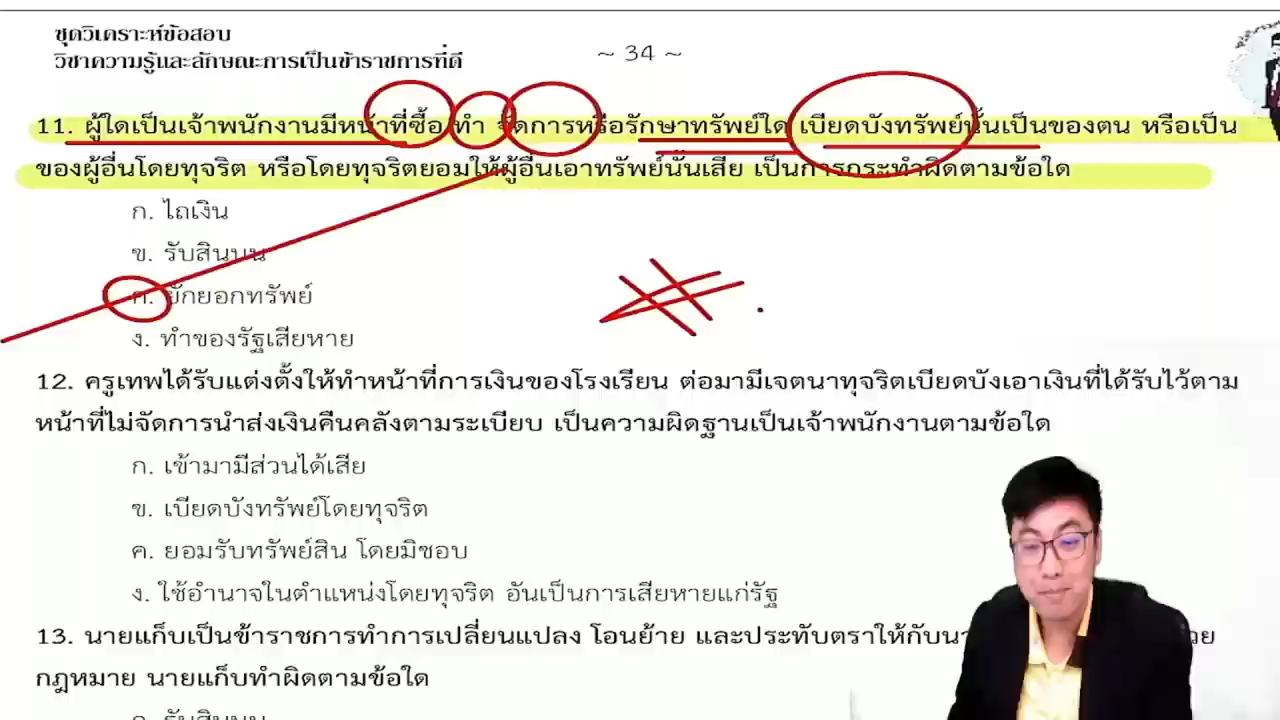 ชุดวิเคราะห์ข้อสอบ
วิชาความรู้และลักษณะการเป็นข้าราชการที่ดี
~ 34 ~
11. ผู้ใดเป็นเจ้าพนักงานมีหน้าที่ซื้อ ทำ จัดการหรือรักษาทรัพย์ใด เบียดบังทรัพย์นั้นเป็นของตน หรือเป็น
ของผู้อื่นโดยทุจริต หรือโดยทุจริตยอมให้ผู้อื่นเอาทรัพย์นั้นเสีย เป็นการกระทำผิดตามข้อใด
ก. ไถเงิน
ข. รับสินบน
ค. ยักยอกทรัพย์
ง. ทำของรัฐเสียหาย
12. ครูเทพได้รับแต่งตั้งให้ทำหน้าที่การเงินของโรงเรียน ต่อมามีเจตนาทุจริตเบียดบังเอาเงินที่ได้รับไว้ตาม
หน้าที่ไม่จัดการนำส่งเงินคืนคลังตามระเบียบ เป็นความผิดฐานเป็นเจ้าพนักงานตามข้อใด
ก. เข้ามามีส่วนได้เสีย
ข. เบียดบังทรัพย์โดยทุจริต
ค. ยอมรับทรัพย์สิน โดยมิชอบ
ง. ใช้อำนาจในตำแหน่งโดยทุจริต อันเป็นการเสียหายแก่รัฐ
13. นายแก็บเป็นข้าราชการทำการเปลี่ยนแปลง โอนย้าย และประทับตราให้กับ
กฎหมาย นายแก็บทำผิดตามข้อใด
ก. รับสินบน